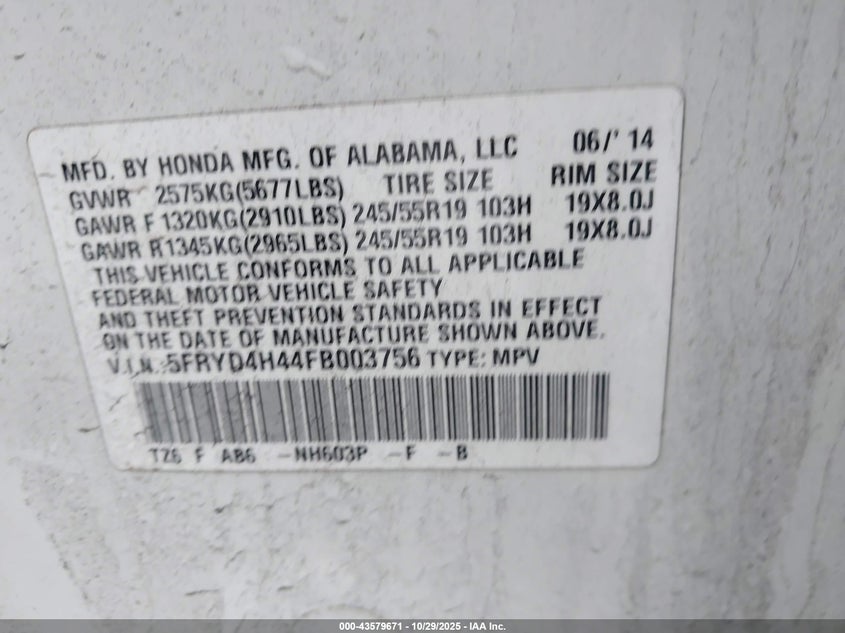 MFD. BY HONDA MFG. OF ALABAMA, LLC 06/'14
GVWR 2575KG(5677LBS) TIRE SIZE RIM SIZE
GAWR F 1320KG(2910LBS) 245/55R19 103H 19X8.0J
GAWR R1345KG(2965LBS) 245/55R19 103H 19X8.0J
THIS VEHICLE CONFORMS TO ALL APPLICABLE
FEDERAL MOTOR VEHICLE SAFETY
AND THEFT PREVENTION STANDARDS IN EFFECT
ON THE DATE OF MANUFACTURE SHOWN ABOVE.
V.I.N. 5FRYD4H44FB003756 TYPE: MPV
TZ6 F AB6 -NH603P -F -B
000-43579671 | 10/29/2025 - IAA Inc.